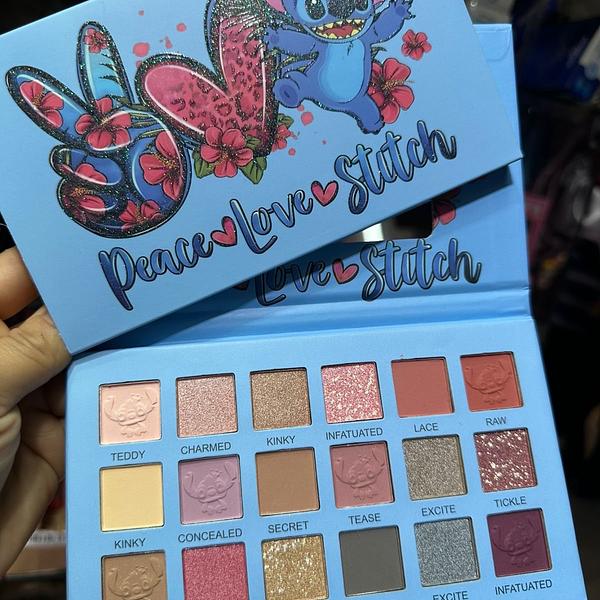 Peace Love Stitch
Love Stitch
TEDDY CHARMED KINKY INFATUATED LACE RAW
KINKY CONCEALED SECRET TEASE EXCITE TICKLE
EXCITE INFATUATED